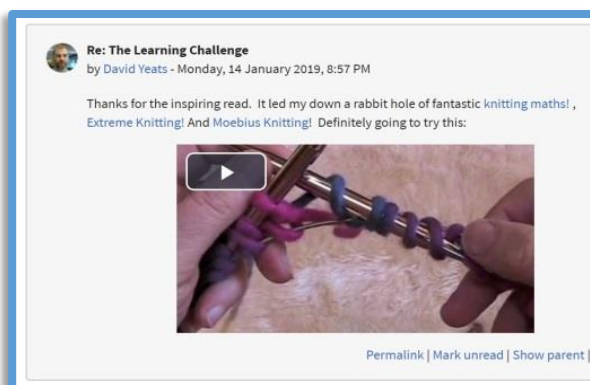 Re: The Learning Challenge
by David Yeats - Monday, 14 January 2019, 8:57 PM
Thanks for the inspiring read. It led my down a rabbit hole of fantastic knitting maths! ,
Extreme Knitting! And Moebius Knitting! Definitely going to try this:
Permalink | Mark unread | Show parent |